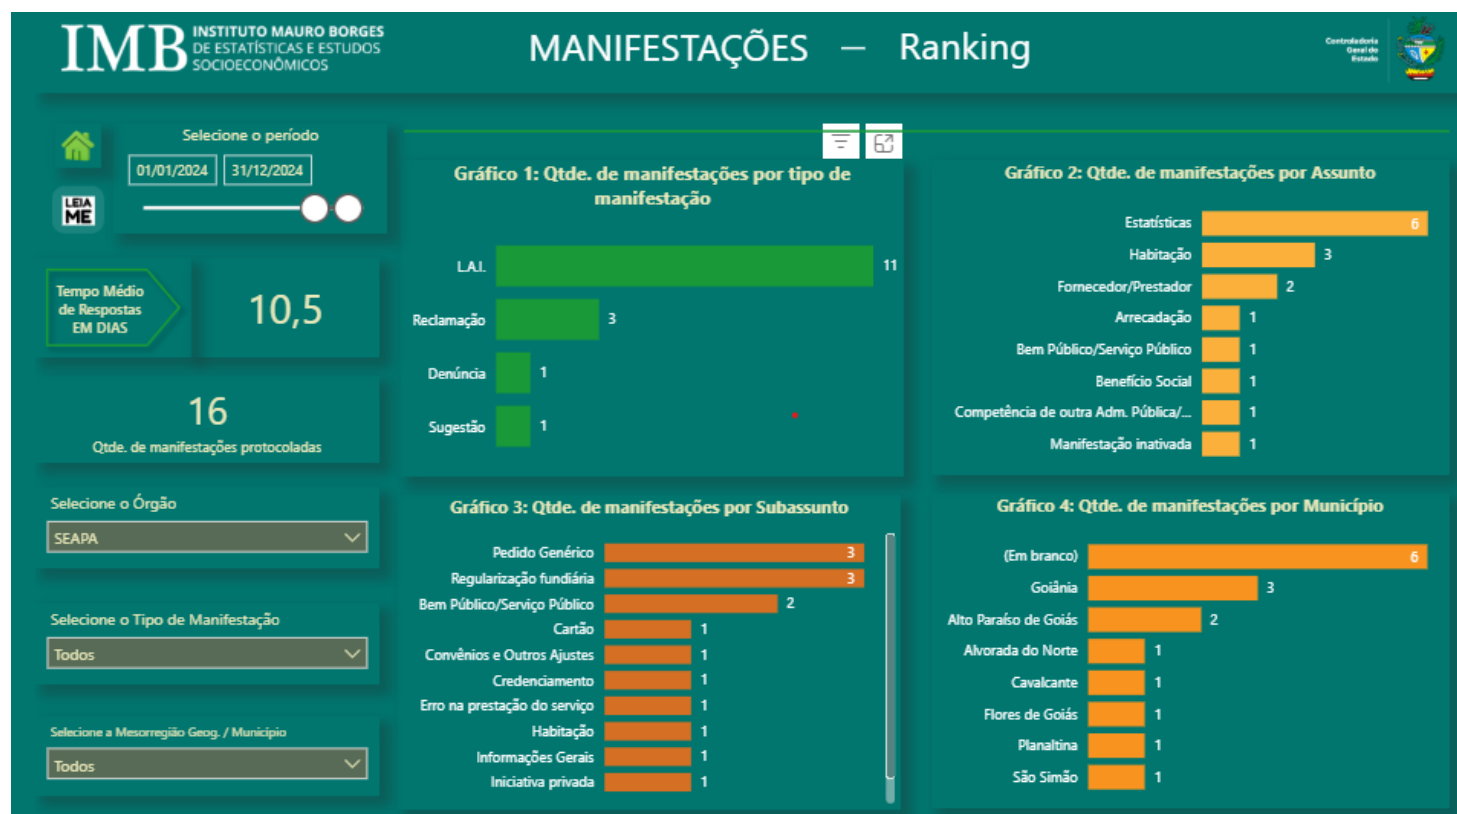 IMB
INSTITUTO MAURO BORGES
DE ESTATÍSTICAS E ESTUDOS
SOCIOECONÔMICOS
MANIFESTAÇÕES — Ranking
Controladoria
Geral do
Estado
Selecione o período
01/01/2024 31/12/2024
LEIA
ME
Tempo Médio
de Respostas
EM DIAS
10,5
16
Qtde. de manifestações protocoladas
Selecione o Órgão
SEAPA
Selecione o Tipo de Manifestação
Todos
Selecione a Mesorregião Geog. / Município
Todos
Gráfico 1: Qtde. de manifestações por tipo de
manifestação
L.A.I. 11
Reclamação 3
Denúncia 1
Sugestão 1
Gráfico 2: Qtde. de manifestações por Assunto
Estatísticas 6
Habitação 3
Fornecedor/Prestador 2
Arrecadação 1
Bem Público/Serviço Público 1
Benefício Social 1
Competência de outra Adm. Pública/... 1
Manifestação inativada 1
Gráfico 3: Qtde. de manifestações por Subassunto
Pedido Genérico 3
Regularização fundiária 3
Bem Público/Serviço Público 2
Cartão 1
Convênios e Outros Ajustes 1
Credenciamento 1
Erro na prestação do serviço 1
Habitação 1
Informações Gerais 1
Iniciativa privada 1
Gráfico 4: Qtde. de manifestações por Município
(Em branco) 6
Goiânia 3
Alto Paraíso de Goiás 2
Alvorada do Norte 1
Cavalcante 1
Flores de Goiás 1
Planaltina 1
São Simão 1